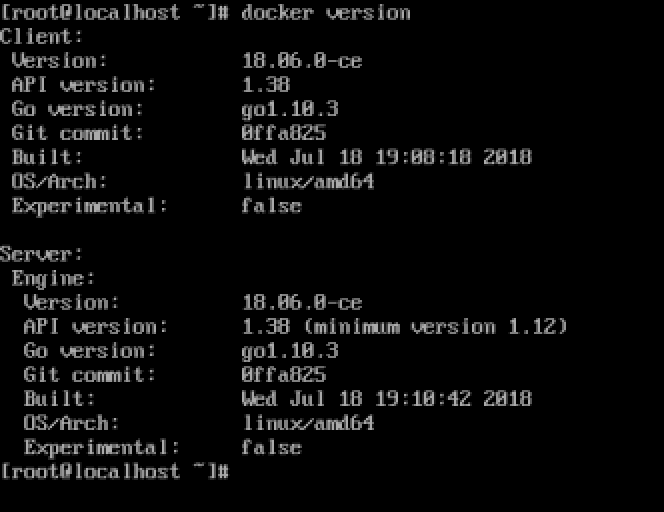 [root@localhost ~]# docker version
Client:
 Version:           18.06.0-ce
 API version:       1.38
 Go version:        go1.10.3
 Git commit:        0ffa825
 Built:             Wed Jul 18 19:08:18 2018
 OS/Arch:           linux/amd64
 Experimental:      false

Server:
 Engine:
  Version:          18.06.0-ce
  API version:      1.38 (minimum version 1.12)
  Go version:       go1.10.3
  Git commit:       0ffa825
  Built:            Wed Jul 18 19:10:42 2018
  OS/Arch:          linux/amd64
  Experimental:     false
[root@localhost ~]#